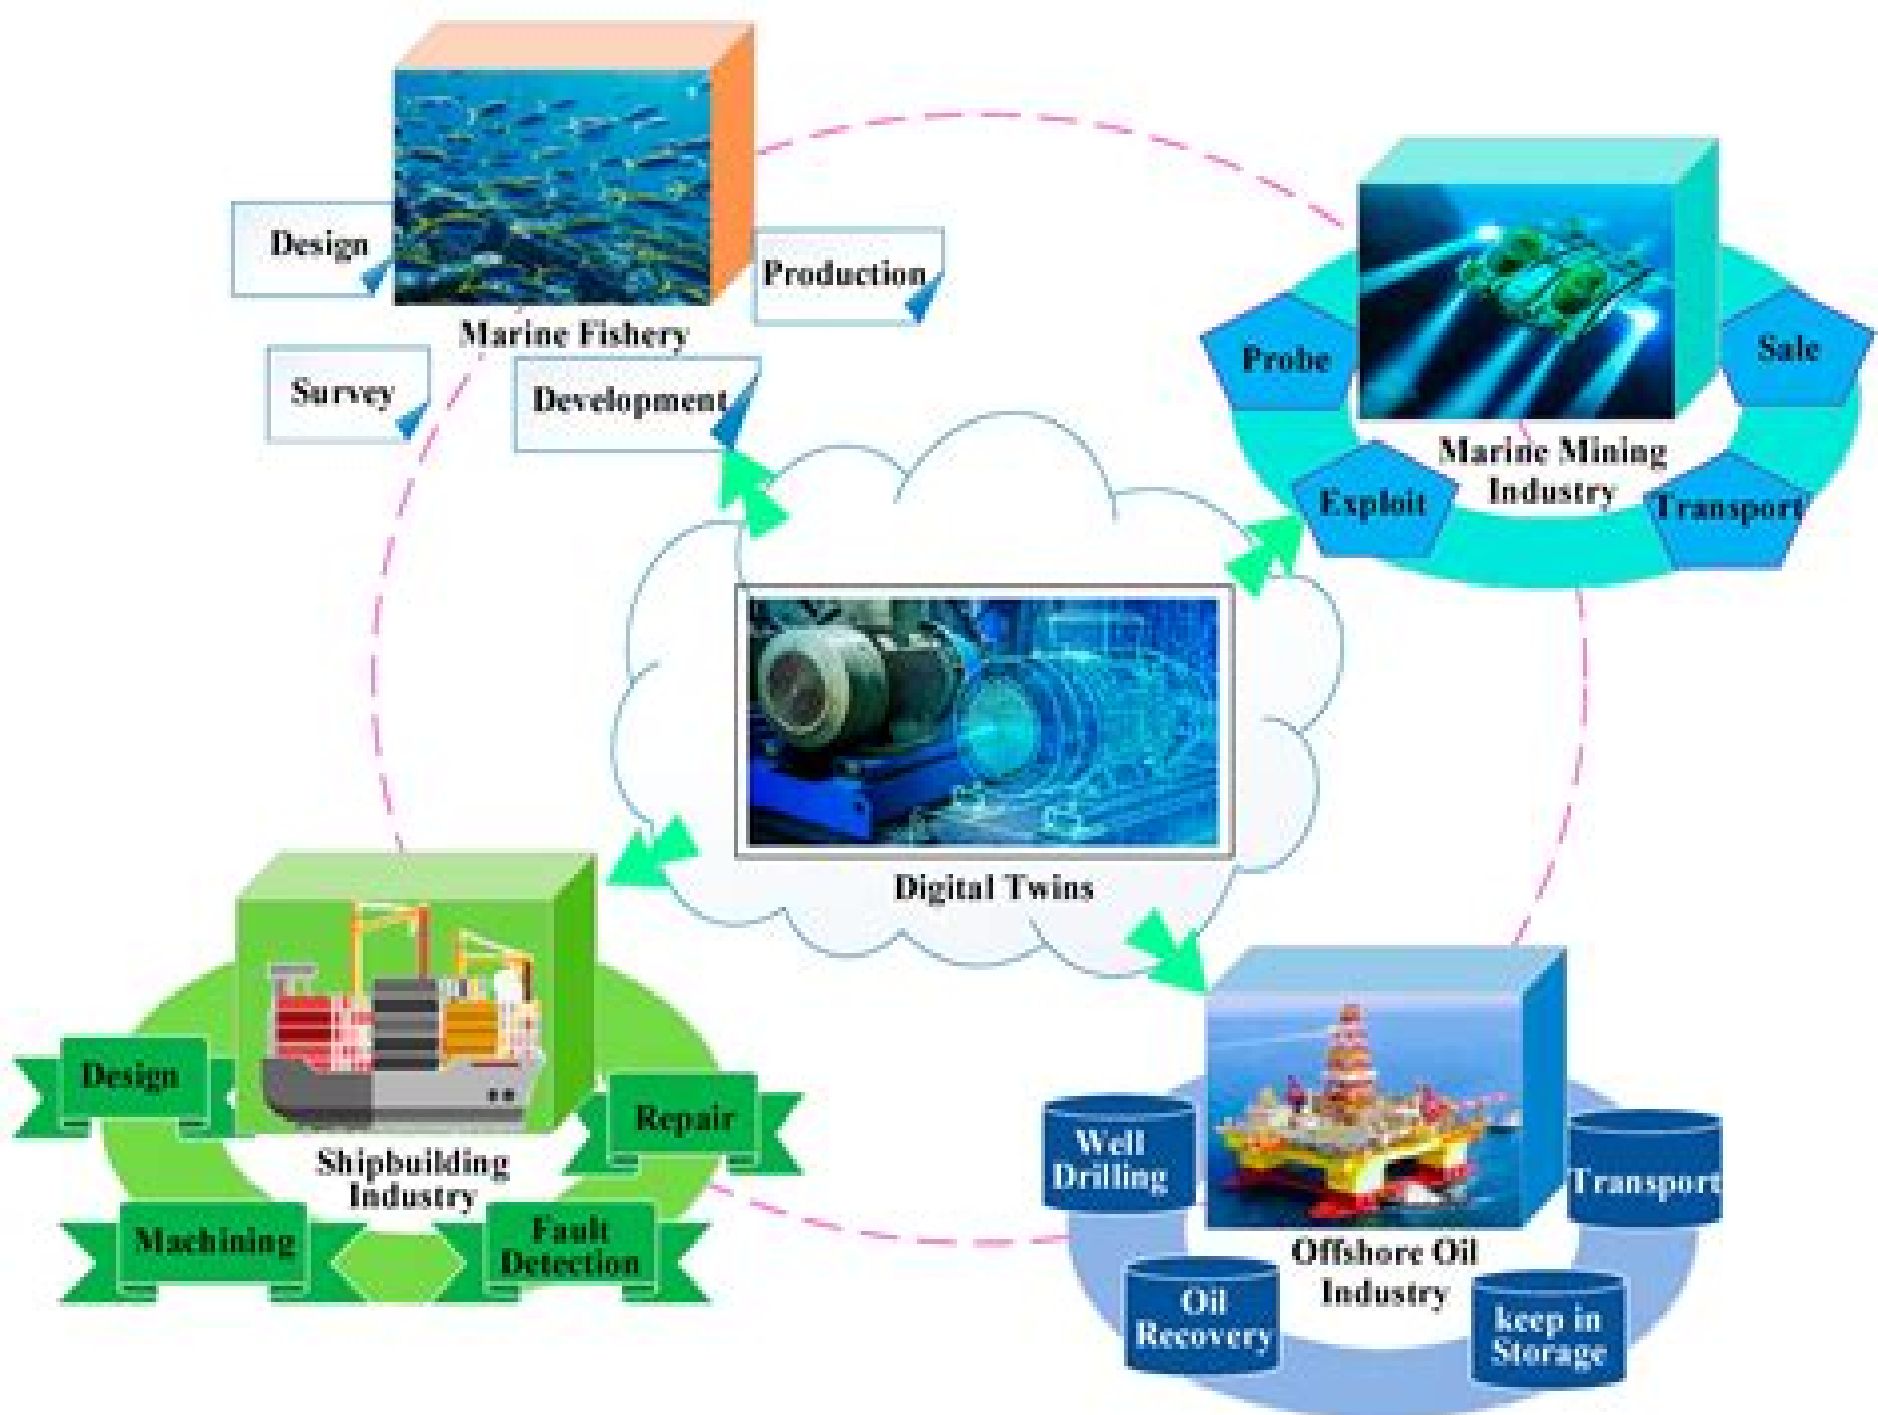 Design
Production
Marine Fishery
Survey
Development
Probe
Sale
Marine Mining
Industry
Exploit
Transport
Digital Twins
Design
Repair
Shipbuilding
Industry
Machining
Fault
Detection
Well
Drilling
Transport
Offshore Oil
Industry
Oil
Recovery
keep in
Storage